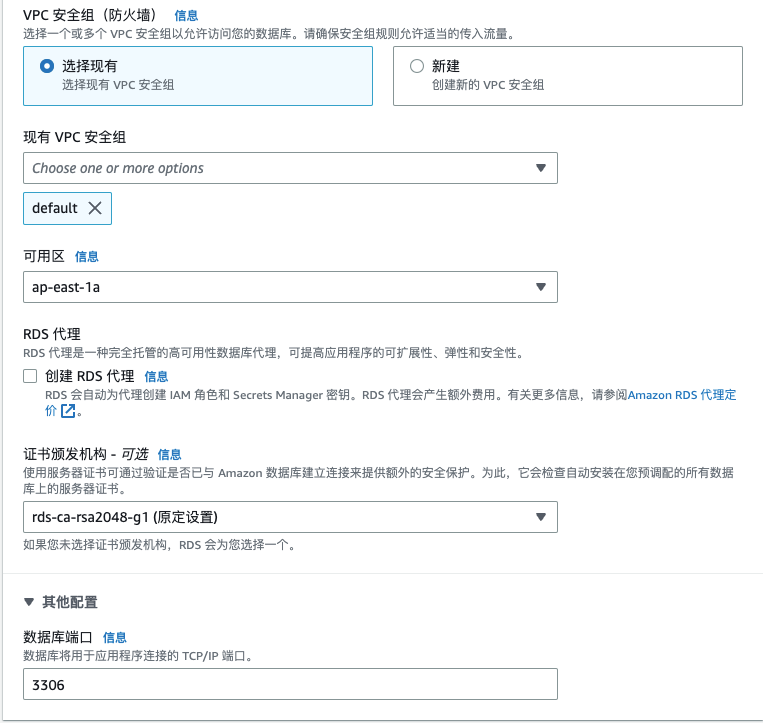 VPC 安全组（防火墙） 信息
选择一个或多个 VPC 安全组以允许访问您的数据库。请确保安全组规则允许适当的传入流量。
选择现有
选择现有 VPC 安全组
新建
创建新的 VPC 安全组
现有 VPC 安全组
Choose one or more options
default
可用区 信息
ap-east-1a
RDS 代理
RDS 代理是一种完全托管的高可用性数据库代理，可提高应用程序的可扩展性、弹性和安全性。
创建 RDS 代理 信息
RDS 会自动为代理创建 IAM 角色和 Secrets Manager 密钥。RDS 代理会产生额外费用。有关更多信息，请参阅Amazon RDS 代理定
价。
证书颁发机构 - 可选 信息
使用服务器证书可通过验证是否已与 Amazon 数据库建立连接来提供额外的安全保护。为此，它会检查自动安装在您预调配的所有数据
库上的服务器证书。
rds-ca-rsa2048-g1 (原定设置)
如果您未选择证书颁发机构，RDS 会为您选择一个。
其他配置
数据库端口 信息
数据库将用于应用程序连接的 TCP/IP 端口。
3306